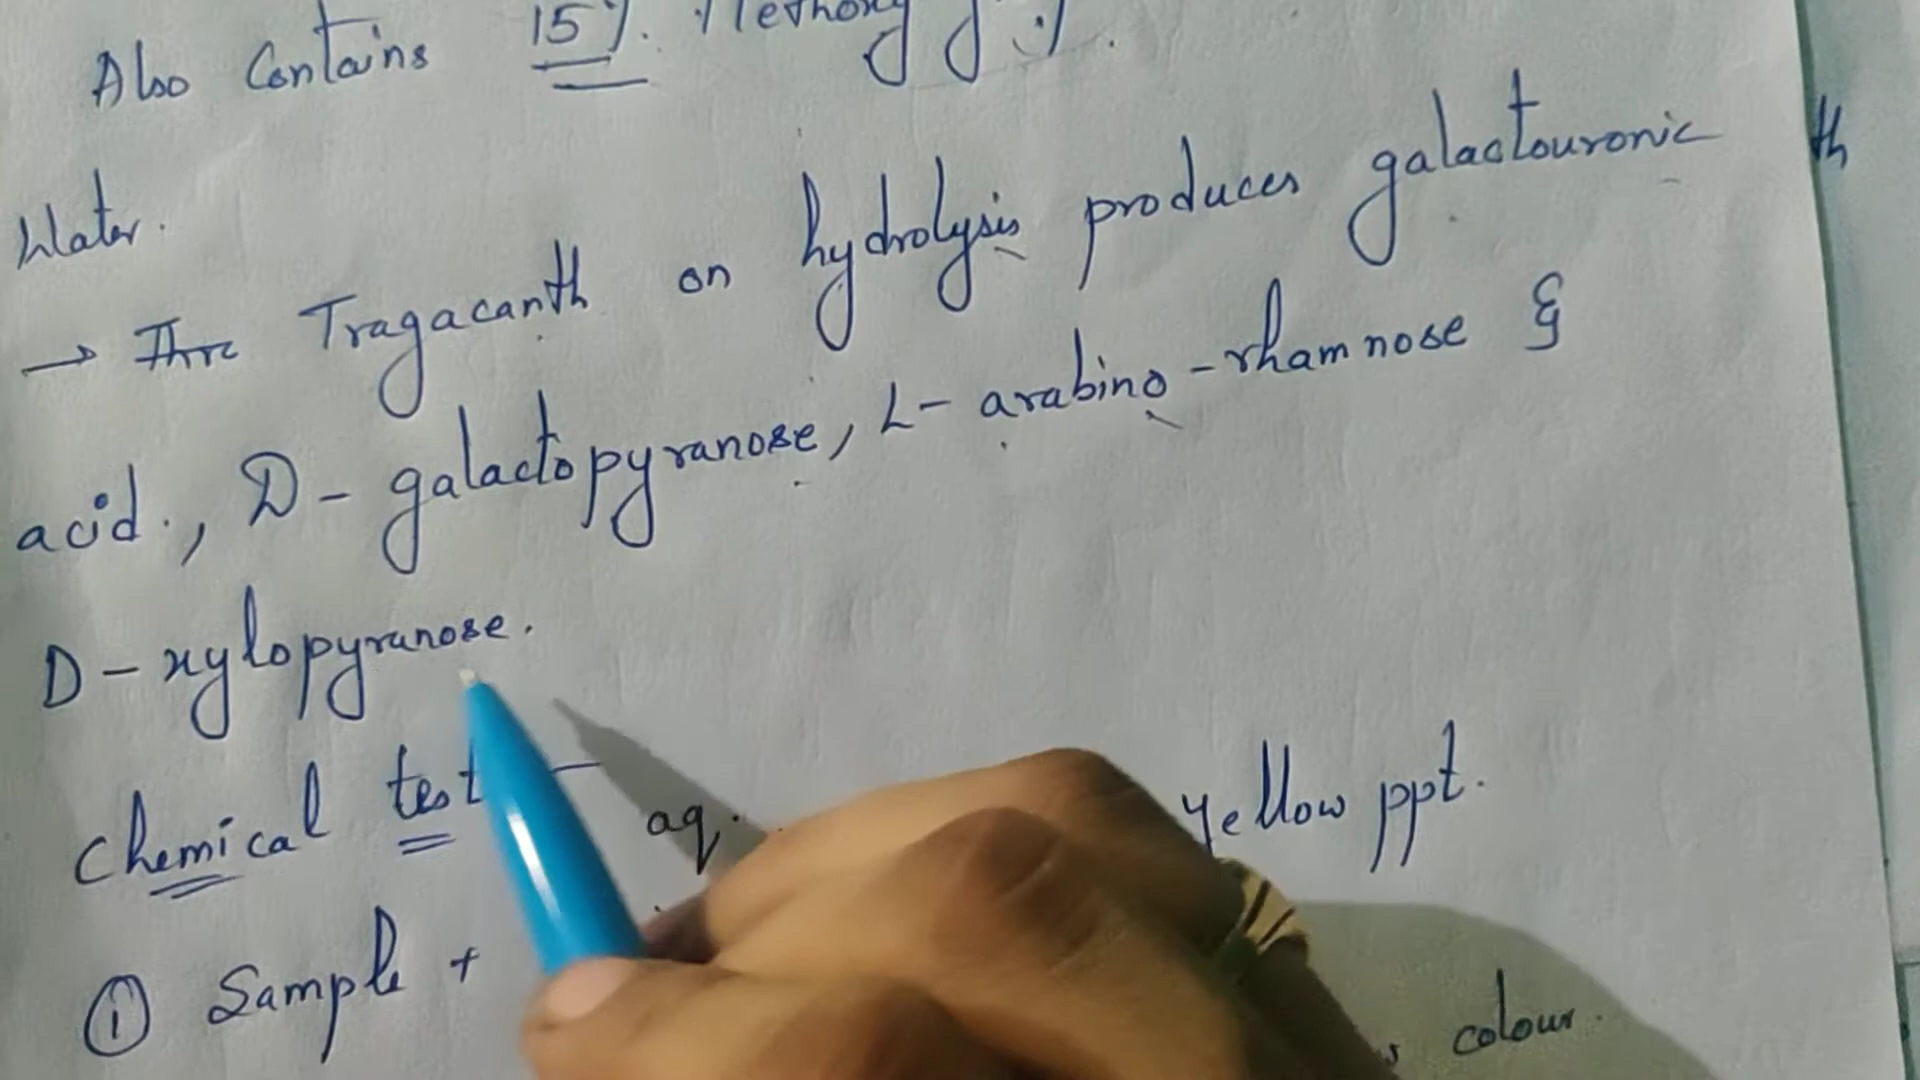 Also Contains 15%.
Water.
→ The Tragacanth on hydrolysis produces galactouronic
th
acid., D- galactopyranose, L- arabino-rhamnose &
D-xylopyranose.
Chemical test - aq. yellow ppt.
① Sample + colour.